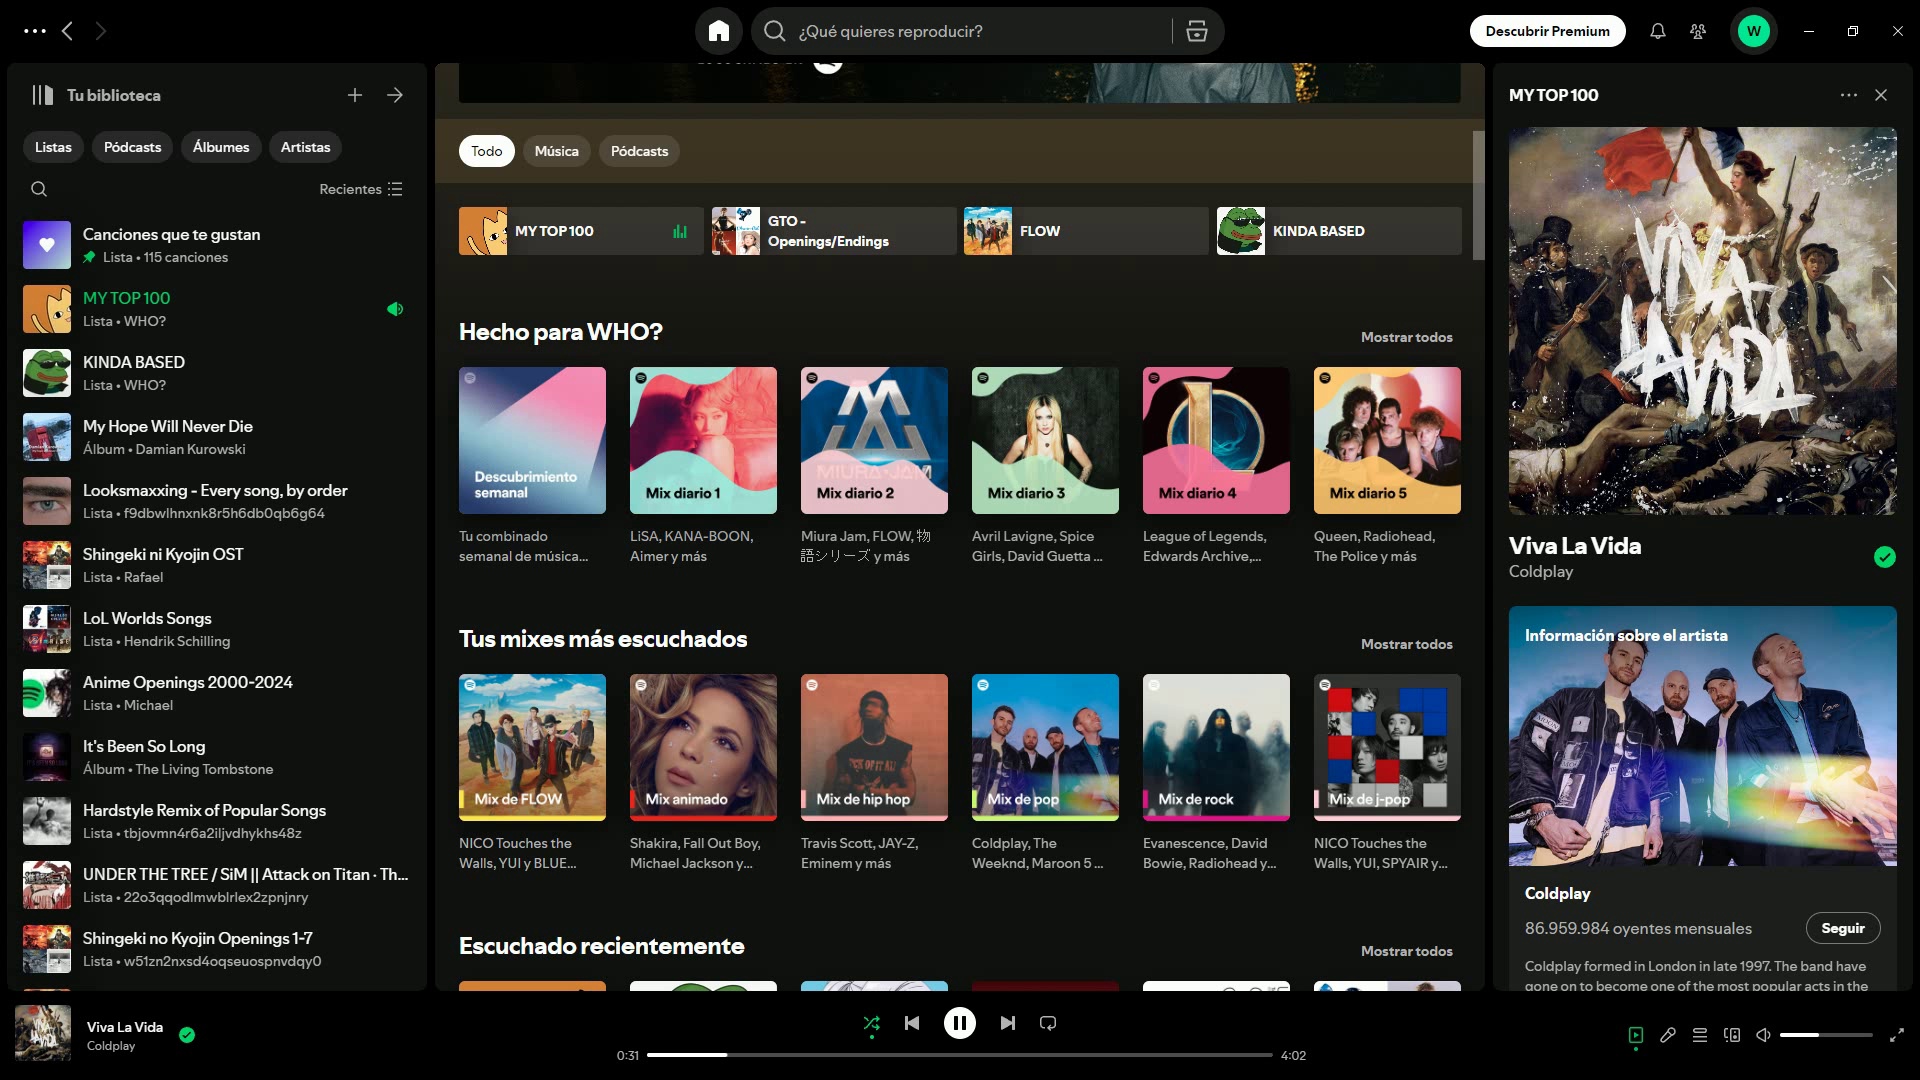 ¿Qué quieres reproducir?
Descubrir Premium
W
Tu biblioteca
Listas
Pódcasts
Álbumes
Artistas
Recientes
Canciones que te gustan
Lista • 115 canciones
MY TOP 100
Lista • WHO?
KINDA BASED
Lista • WHO?
My Hope Will Never Die
Álbum • Damian Kurowski
Looksmaxxing - Every song, by order
Lista • f9dbwlhnxnk8r5h6db0qb6g64
Shingeki ni Kyojin OST
Lista • Rafael
LoL Worlds Songs
Lista • Hendrik Schilling
Anime Openings 2000-2024
Lista • Michael
It's Been So Long
Álbum • The Living Tombstone
Hardstyle Remix of Popular Songs
Lista • tbjovmn4r6a2iljvdhykhs48z
UNDER THE TREE / SiM || Attack on Titan · Th...
Lista • 22o3qqodlmwblrlex2zpnjnry
Shingeki no Kyojin Openings 1-7
Lista • w51zn2nxsd4oqseuospnvdqy0
Todo
Música
Pódcasts
MY TOP 100
GTO -
Openings/Endings
FLOW
KINDA BASED
Hecho para WHO?
Mostrar todos
Descubrimiento
semanal
Mix diario 1
MIURA JAM
Mix diario 2
Mix diario 3
Mix diario 4
Mix diario 5
Tu combinado
semanal de música...
LiSA, KANA-BOON,
Aimer y más
Miura Jam, FLOW, 物
語シリーズ y más
Avril Lavigne, Spice
Girls, David Guetta ...
League of Legends,
Edwards Archive,...
Queen, Radiohead,
The Police y más
Tus mixes más escuchados
Mostrar todos
Mix de FLOW
Mix animado
Mix de hip hop
Mix de pop
Mix de rock
Mix de j-pop
NICO Touches the
Walls, YUI y BLUE...
Shakira, Fall Out Boy,
Michael Jackson y...
Travis Scott, JAY-Z,
Eminem y más
Coldplay, The
Weeknd, Maroon 5 ...
Evanescence, David
Bowie, Radiohead y...
NICO Touches the
Walls, YUI, SPYAIR y...
Escuchado recientemente
Mostrar todos
MY TOP 100
VIVA
LA VIDA
Viva La Vida
Coldplay
Información sobre el artista
Coldplay
86.959.984 oyentes mensuales
Seguir
Coldplay formed in London in late 1997. The band have
gone on to become one of the most popular acts in the
Viva La Vida
Coldplay
0:31
4:02